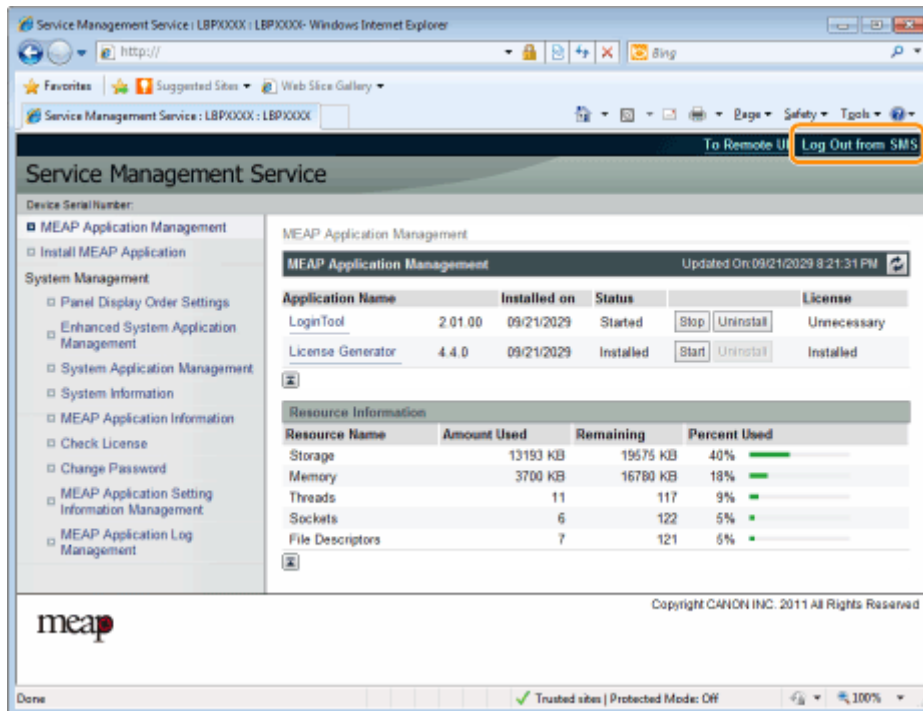 Service Management Service : LBPXXXX : LBPXXXX- Windows Internet Explorer
http://
Bing
Favorites Suggested Sites Web Slice Gallery
Service Management Service : LBPXXXX : LBPXXXX
Page Safety Tools
To Remote UI Log Out from SMS
Service Management Service
Device Serial Number:
MEAP Application Management
Install MEAP Application
System Management
Panel Display Order Settings
Enhanced System Application
Management
System Application Management
System Information
MEAP Application Information
Check License
Change Password
MEAP Application Setting
Information Management
MEAP Application Log
Management
MEAP Application Management
MEAP Application Management Updated On:09/21/2029 8:21:31 PM
Application Name Installed on Status License
LoginTool 2.01.00 09/21/2029 Started Stop Uninstall Unnecessary
License Generator 4.4.0 09/21/2029 Installed Start Uninstall Installed
Resource Information
Resource Name Amount Used Remaining Percent Used
Storage 13193 KB 19575 KB 40%
Memory 3700 KB 16780 KB 18%
Threads 11 117 9%
Sockets 6 122 5%
File Descriptors 7 121 6%
Copyright CANON INC. 2011 All Rights Reserved
meap
Done Trusted sites | Protected Mode: Off 100%